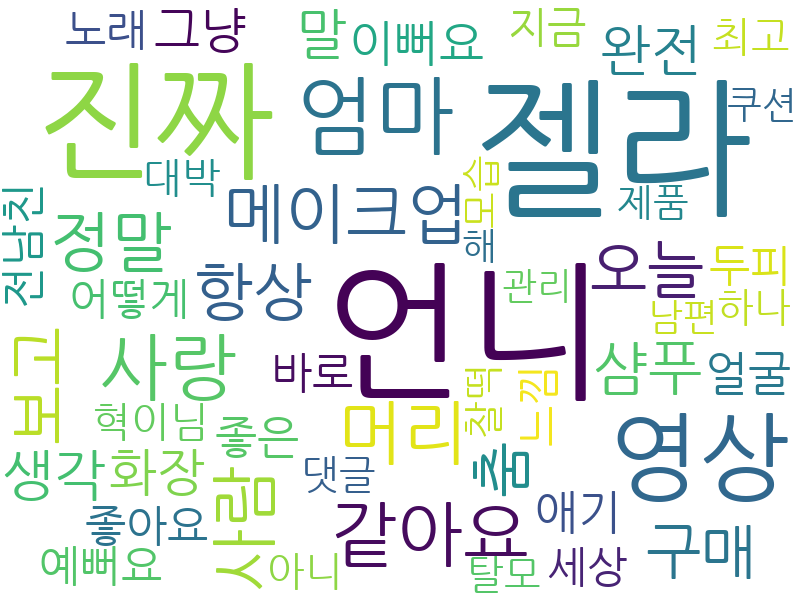 노래 그냥 말 이뻐요 지금 완전 최고
진짜 엄마 젤라 쿠션
대박 메이크업 모습 제품
전남친 정말 해
어떻게 항상 언니 관리 오늘 두피
남편 하나
보고 사랑 바로 찰떡 느낌 샴푸 얼굴
혁이님 좋은 머리 영상
생각 화장 사람 댓글 춤
좋아요 같아요 얘기 구매
예뻐요 아니 탈모 세상